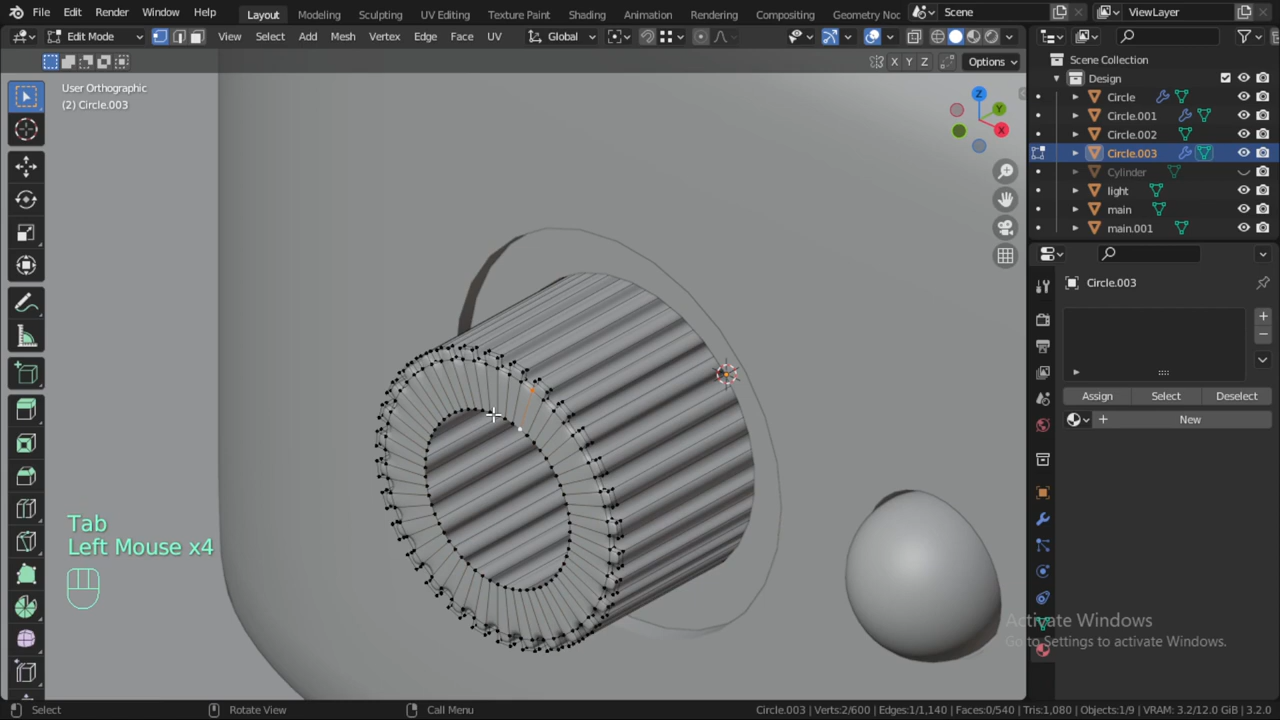 File Edit Render Window Help Layout Modeling Sculpting UV Editing Texture Paint Shading Animation Rendering Compositing Geometry Noc Scene ViewLayer
Edit Mode View Select Add Mesh Vertex Edge Face UV Global
X Y Z Options
User Orthographic
(2) Circle.003
Z
Y
X
Scene Collection
Design
Circle
Circle.001
Circle.002
Circle.003
Cylinder
light
main
main.001
Circle.003
Assign Select Deselect
New
Tab
Left Mouse x4
Activate Windows
Go to Settings to activate Windows.
Select Rotate View Call Menu Circle.003 | Verts:2/600 | Edges:1/1,140 | Faces:0/540 | Tris:1,080 | Objects:1/9 | VRAM: 3.2/12.0 GiB | 3.2.0